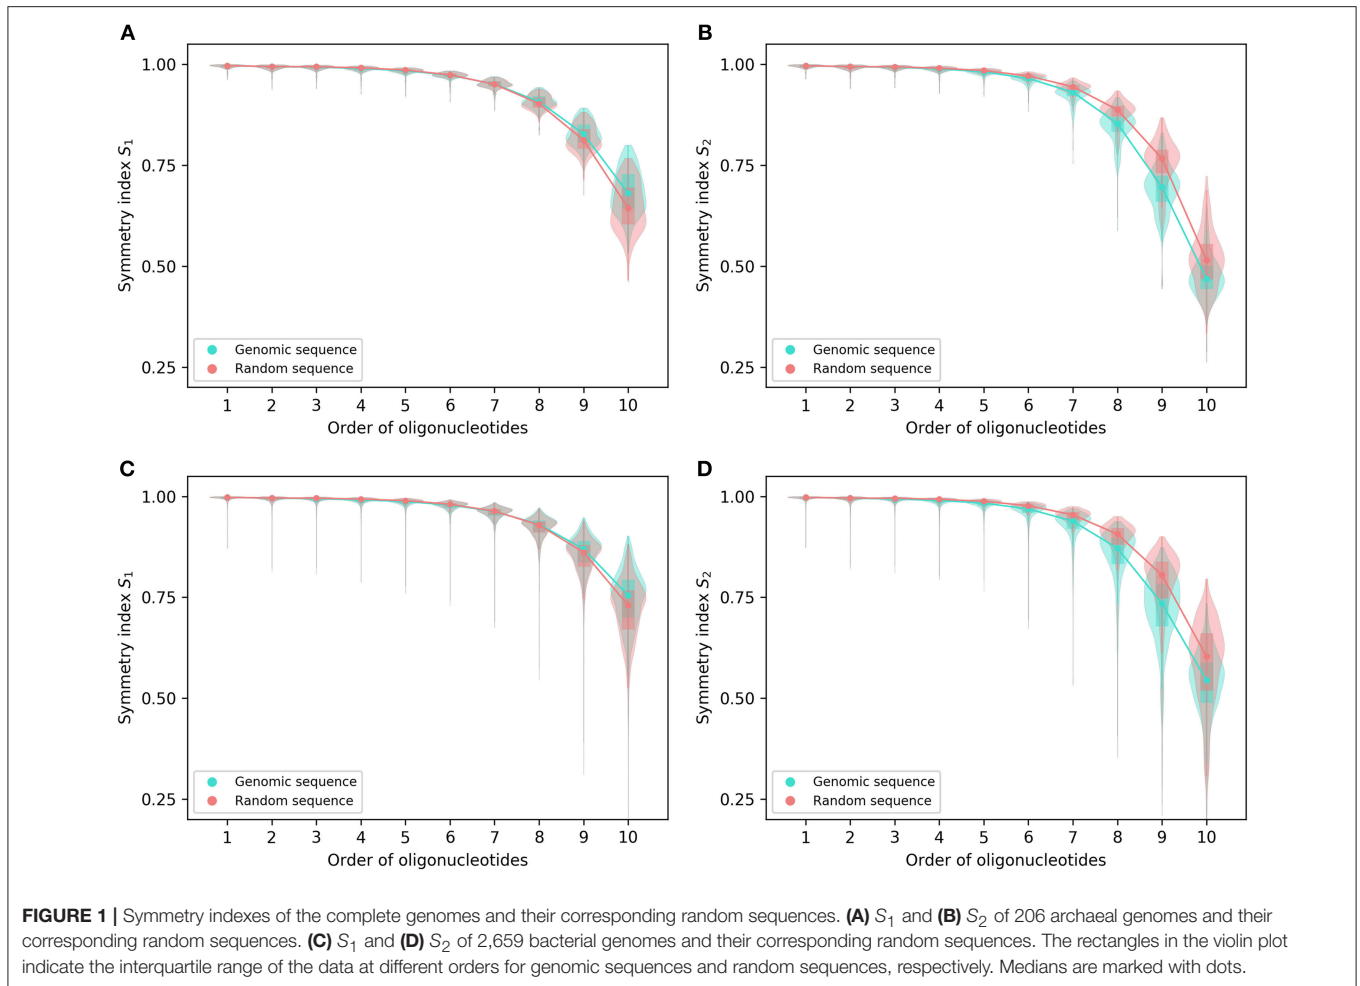 A
Symmetry index S1
1.00
0.75
0.50
0.25
Genomic sequence
Random sequence
1 2 3 4 5 6 7 8 9 10
Order of oligonucleotides
B
Symmetry index S2
1.00
0.75
0.50
0.25
Genomic sequence
Random sequence
1 2 3 4 5 6 7 8 9 10
Order of oligonucleotides
C
Symmetry index S1
1.00
0.75
0.50
0.25
Genomic sequence
Random sequence
1 2 3 4 5 6 7 8 9 10
Order of oligonucleotides
D
Symmetry index S2
1.00
0.75
0.50
0.25
Genomic sequence
Random sequence
1 2 3 4 5 6 7 8 9 10
Order of oligonucleotides
FIGURE 1 | Symmetry indexes of the complete genomes and their corresponding random sequences. (A) S1 and (B) S2 of 206 archaeal genomes and their
corresponding random sequences. (C) S1 and (D) S2 of 2,659 bacterial genomes and their corresponding random sequences. The rectangles in the violin plot
indicate the interquartile range of the data at different orders for genomic sequences and random sequences, respectively. Medians are marked with dots.